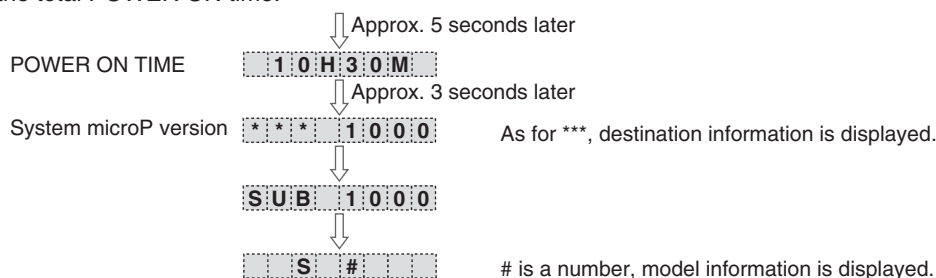 the total POWER ON time.
Approx. 5 seconds later
POWER ON TIME 10H30M
Approx. 3 seconds later
System microP version *** 1000 As for ***, destination information is displayed.
SUB 1000
S # # is a number, model information is displayed.